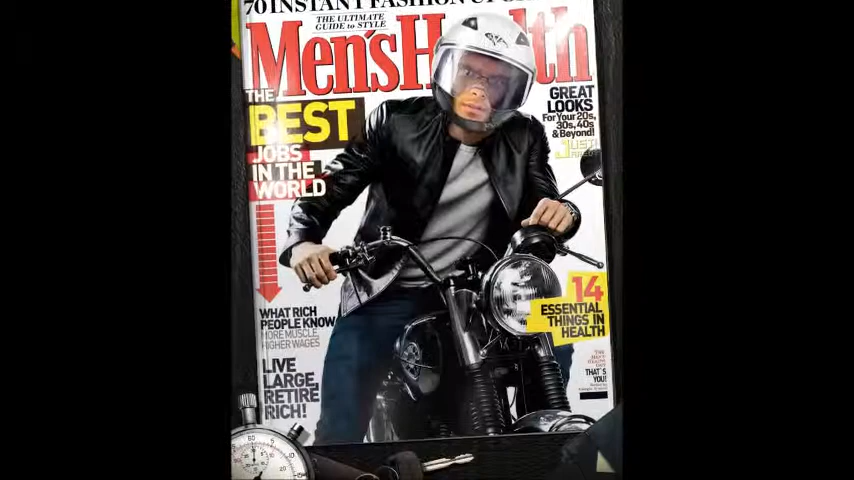 70 INSTANT FASHION UP
THE ULTIMATE
GUIDE to STYLE
Men'sHealth
THE
BEST
JOBS
IN THE
WORLD
GREAT
LOOKS
For Your 20s,
30s, 40s
& Beyond!
WHAT RICH
PEOPLE KNOW
MORE MUSCLE,
HIGHER WAGES
LIVE
LARGE,
RETIRE
RICH!
14
ESSENTIAL
THINGS IN
HEALTH
THAT'S
YOU!
60